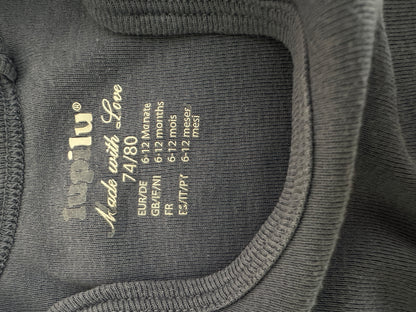 lupilu®
Made with Love
74/80
EUR/DE 6-12 Monate
GB/IE/NI 6-12 months
FR 6-12 mois
ES/IT/PT 6-12 meses/
mesi